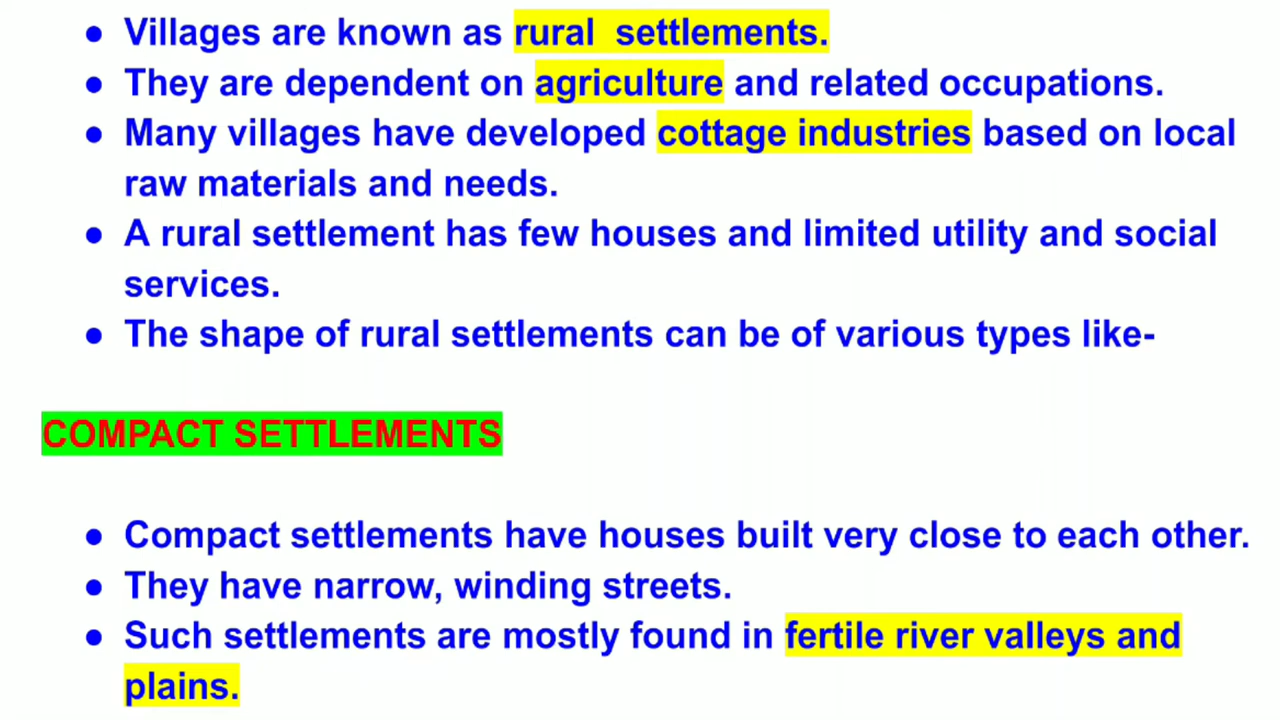 ● Villages are known as rural settlements.
● They are dependent on agriculture and related occupations.
● Many villages have developed cottage industries based on local
raw materials and needs.
● A rural settlement has few houses and limited utility and social
services.
● The shape of rural settlements can be of various types like-
COMPACT SETTLEMENTS
● Compact settlements have houses built very close to each other.
● They have narrow, winding streets.
● Such settlements are mostly found in fertile river valleys and
plains.